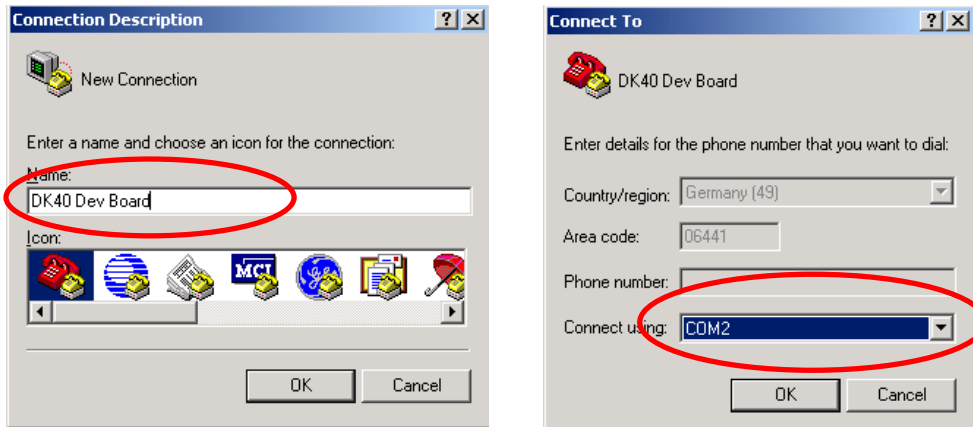 Connection Description
New Connection
Enter a name and choose an icon for the connection:
Name:
DK40 Dev Board
Icon:
MCI
OK Cancel
Connect To
DK40 Dev Board
Enter details for the phone number that you want to dial:
Country/region: Germany (49)
Area code: 06441
Phone number:
Connect using: COM2
OK Cancel